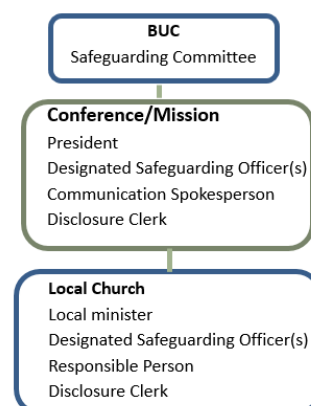 BUC
Safeguarding Committee
Conference/Mission
President
Designated Safeguarding Officer(s)
Communication Spokesperson
Disclosure Clerk
Local Church
Local minister
Designated Safeguarding Officer(s)
Responsible Person
Disclosure Clerk